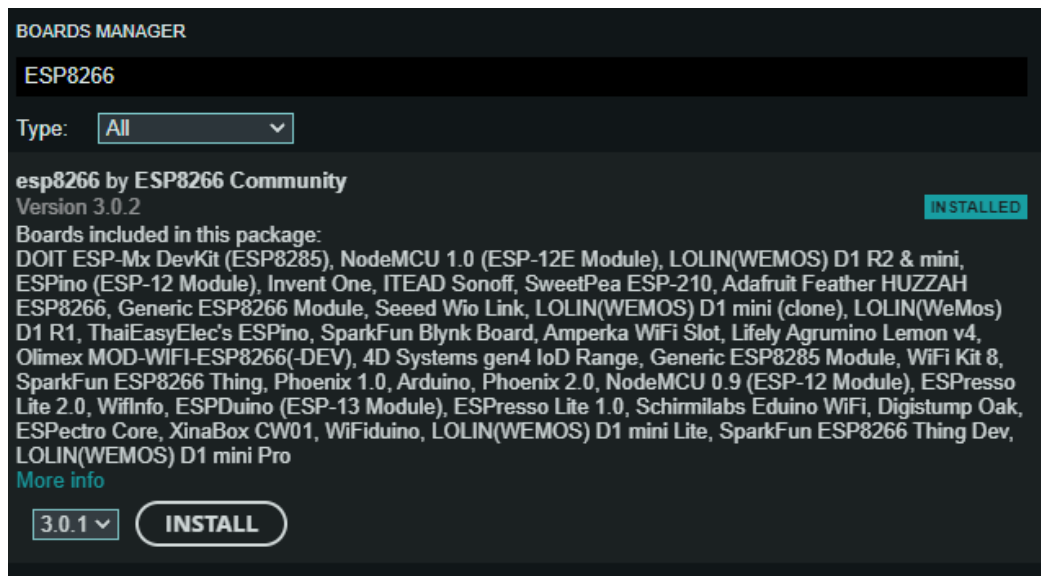 BOARDS MANAGER
ESP8266
Type: All
esp8266 by ESP8266 Community
Version 3.0.2 INSTALLED
Boards included in this package:
DOIT ESP-Mx DevKit (ESP8285), NodeMCU 1.0 (ESP-12E Module), LOLIN(WEMOS) D1 R2 & mini,
ESPino (ESP-12 Module), Invent One, ITEAD Sonoff, SweetPea ESP-210, Adafruit Feather HUZZAH
ESP8266, Generic ESP8266 Module, Seeed Wio Link, LOLIN(WEMOS) D1 mini (clone), LOLIN(WeMos)
D1 R1, ThaiEasyElec's ESPino, SparkFun Blynk Board, Amperka WiFi Slot, Lifely Agrumino Lemon v4,
Olimex MOD-WIFI-ESP8266(-DEV), 4D Systems gen4 IoD Range, Generic ESP8285 Module, WiFi Kit 8,
SparkFun ESP8266 Thing, Phoenix 1.0, Arduino, Phoenix 2.0, NodeMCU 0.9 (ESP-12 Module), ESPresso
Lite 2.0, WifInfo, ESPDuino (ESP-13 Module), ESPresso Lite 1.0, Schirmilabs Eduino WiFi, Digistump Oak,
ESPectro Core, XinaBox CW01, WiFiduino, LOLIN(WEMOS) D1 mini Lite, SparkFun ESP8266 Thing Dev,
LOLIN(WEMOS) D1 mini Pro
More info
3.0.1 INSTALL